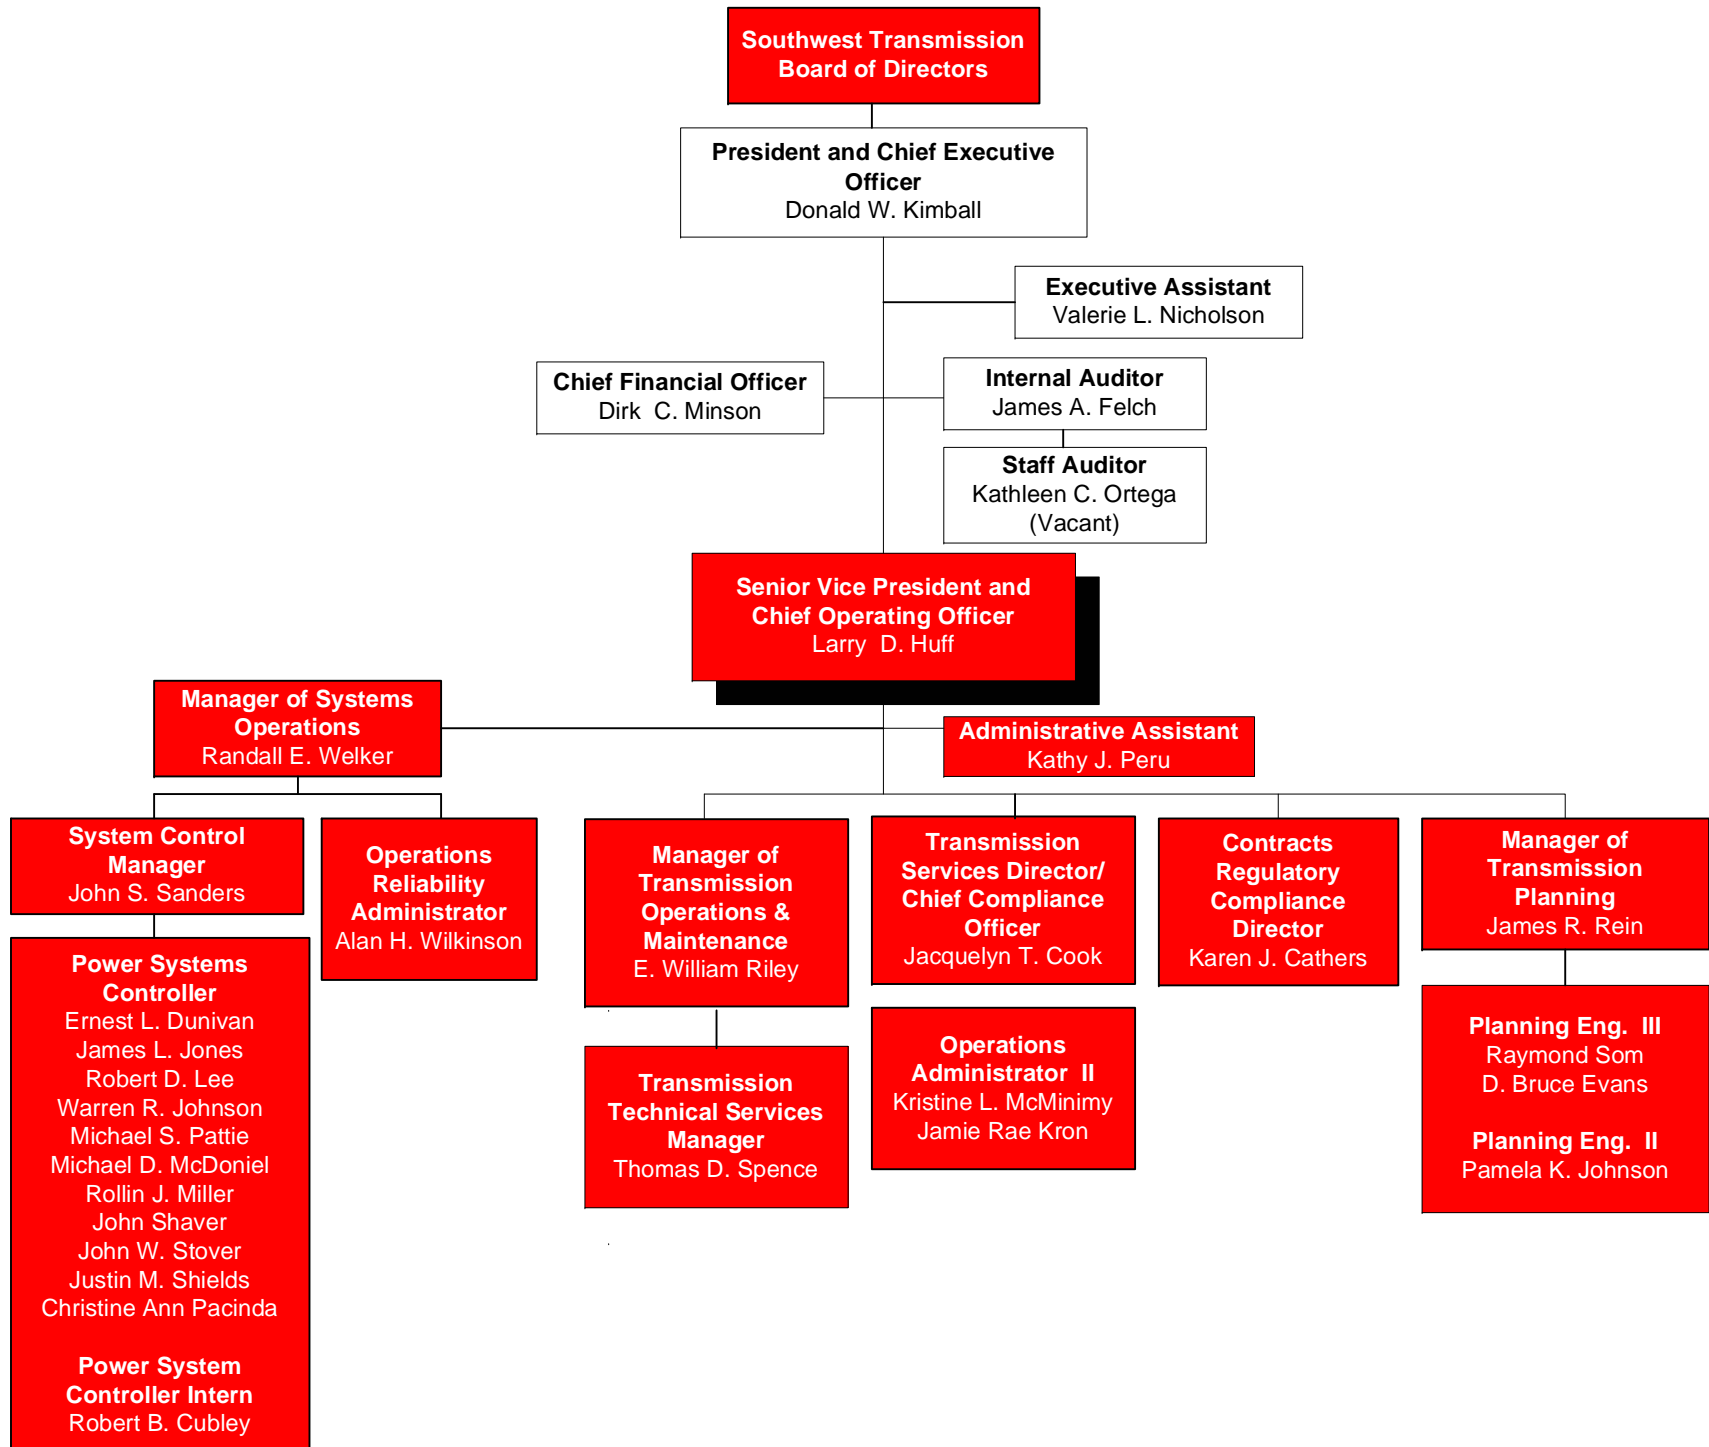 Southwest Transmission
Board of Directors
President and Chief Executive
Officer
Donald W. Kimball
Executive Assistant
Valerie L. Nicholson
Chief Financial Officer
Dirk  C. Minson
Internal Auditor
James A. Felch
Staff Auditor
Kathleen C. Ortega
(Vacant)
Senior Vice President and
Chief Operating Officer
Larry  D. Huff
Manager of Systems
Operations
Randall E. Welker
Administrative Assistant
Kathy J. Peru
System Control
Manager
John S. Sanders
Operations
Reliability
Administrator
Alan H. Wilkinson
Manager of
Transmission
Operations &
Maintenance
E. William Riley
Transmission
Services Director/
Chief Compliance
Officer
Jacquelyn T. Cook
Contracts
Regulatory
Compliance
Director
Karen J. Cathers
Manager of
Transmission
Planning
James R. Rein
Power Systems
Controller
Ernest L. Dunivan
James L. Jones
Robert D. Lee
Warren R. Johnson
Michael S. Pattie
Michael D. McDoniel
Rollin J. Miller
John Shaver
John W. Stover
Justin M. Shields
Christine Ann Pacinda
Power System
Controller Intern
Robert B. Cubley
Transmission
Technical Services
Manager
Thomas D. Spence
Operations
Administrator  II
Kristine L. McMinimy
Jamie Rae Kron
Planning Eng.  III
Raymond Som
D. Bruce Evans
Planning Eng.  II
Pamela K. Johnson